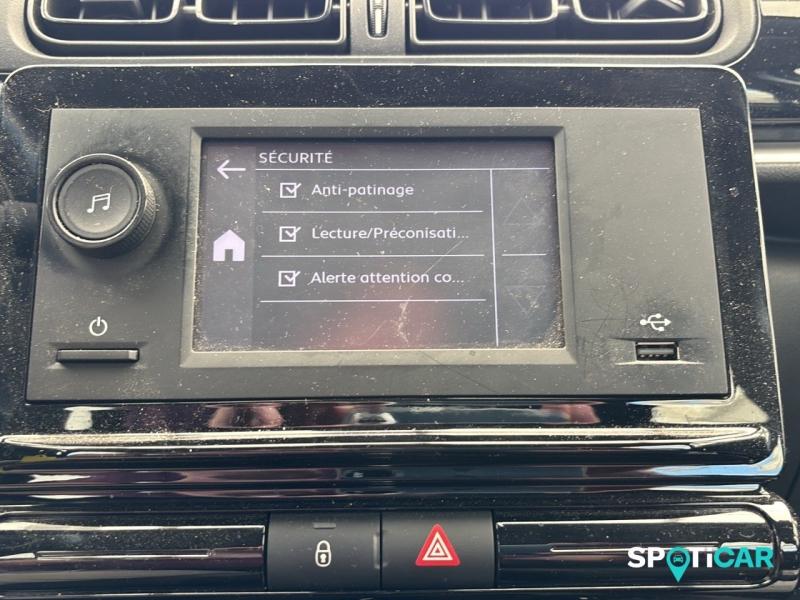 SÉCURITÉ
Anti-patinage
Lecture/Préconisati...
Alerte attention co...
SPOTiCAR